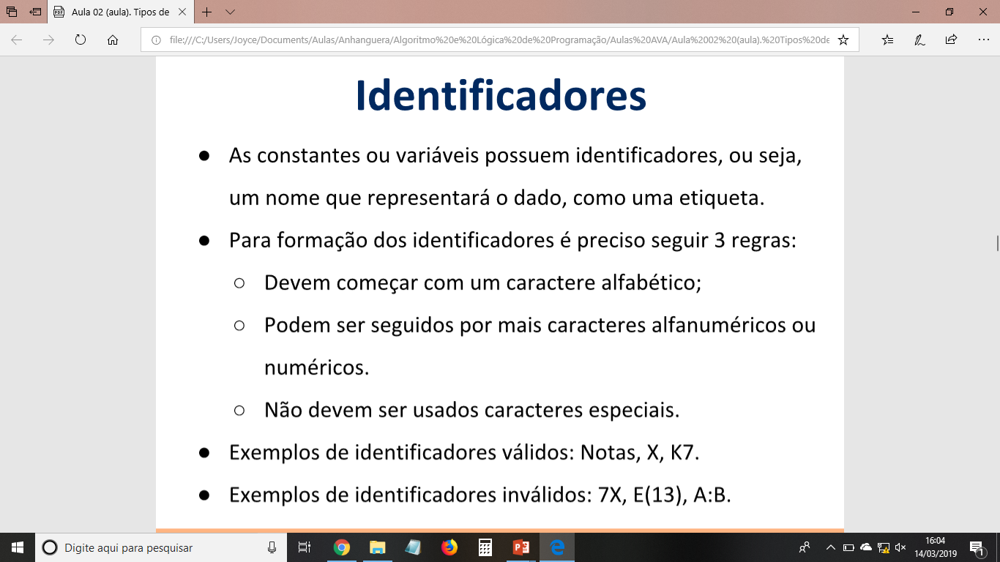 Aula 02 (aula). Tipos de
file:///C:/Users/Joyce/Documents/Aulas/Anhanguera/Algoritmo%20e%20Lógica%20de%20Programação/Aulas%20AVA/Aula%2002%20(aula).%20Tipos%20de
Identificadores
● As constantes ou variáveis possuem identificadores, ou seja,
um nome que representará o dado, como uma etiqueta.
● Para formação dos identificadores é preciso seguir 3 regras:
○ Devem começar com um caractere alfabético;
○ Podem ser seguidos por mais caracteres alfanuméricos ou
numéricos.
○ Não devem ser usados caracteres especiais.
● Exemplos de identificadores válidos: Notas, X, K7.
● Exemplos de identificadores inválidos: 7X, E(13), A:B.
Digite aqui para pesquisar
16:04
14/03/2019
1